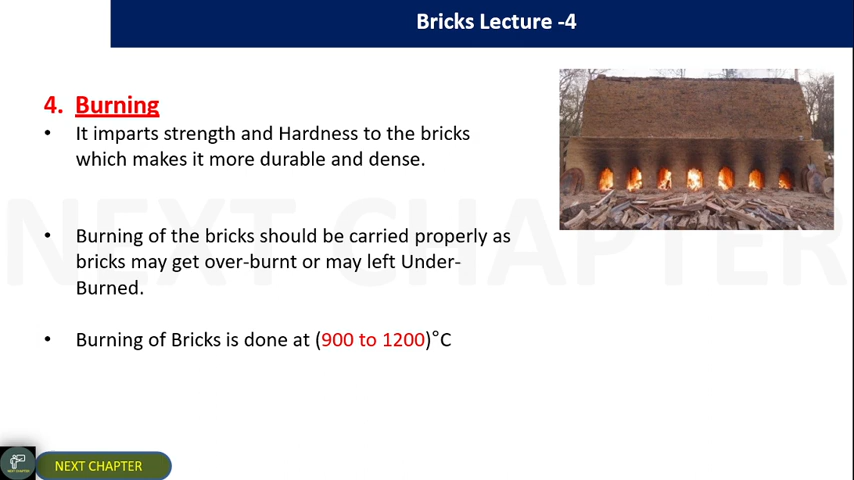 Bricks Lecture -4
4. Burning
• It imparts strength and Hardness to the bricks
which makes it more durable and dense.
• Burning of the bricks should be carried properly as
bricks may get over-burnt or may left Under-
Burned.
• Burning of Bricks is done at (900 to 1200)°C
NEXT CHAPTER
NEXT CHAPTER
NEXT CHAPTER